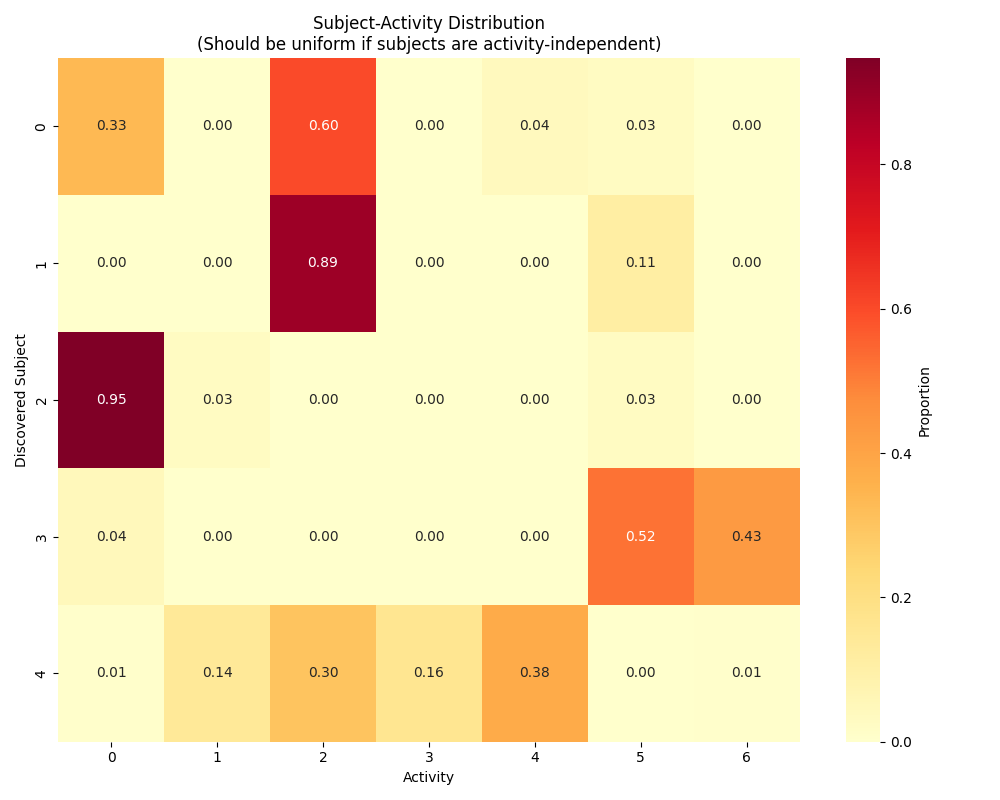 Subject-Activity Distribution
(Should be uniform if subjects are activity-independent)
0 0.33 0.00 0.60 0.00 0.04 0.03 0.00
1 0.00 0.00 0.89 0.00 0.00 0.11 0.00
2 0.95 0.03 0.00 0.00 0.00 0.03 0.00
3 0.04 0.00 0.00 0.00 0.00 0.52 0.43
4 0.01 0.14 0.30 0.16 0.38 0.00 0.01
0 1 2 3 4 5 6
Activity
Discovered Subject
0.8
0.6
0.4
0.2
0.0
Proportion